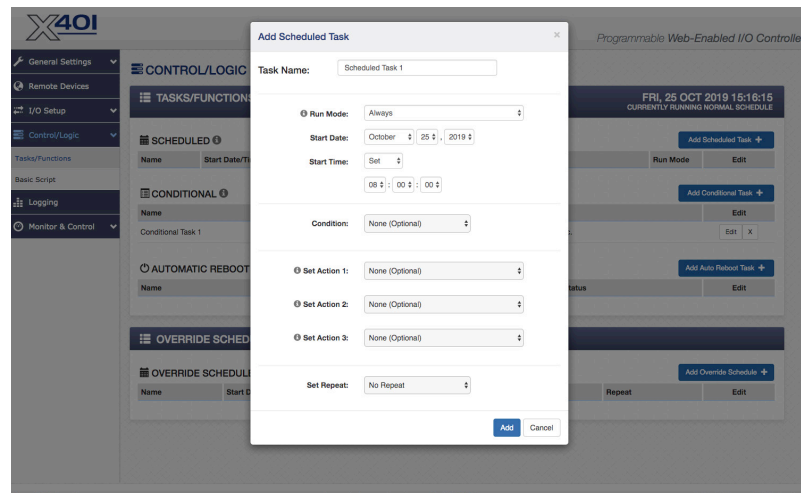 X401
Programmable Web-Enabled I/O Controlle
General Settings
Remote Devices
I/O Setup
Control/Logic
Tasks/Functions
Basic Script
Logging
Monitor & Control
CONTROL/LOGIC
TASKS/FUNCTIONS
FRI, 25 OCT 2019 15:16:15
CURRENTLY RUNNING NORMAL SCHEDULE
SCHEDULED
Add Scheduled Task +
Name Start Date/Ti Run Mode Edit
CONDITIONAL
Add Conditional Task +
Name Edit
Conditional Task 1 Edit X
AUTOMATIC REBOOT
Add Auto Reboot Task +
Name tatus Edit
OVERRIDE SCHED
OVERRIDE SCHEDUL
Add Override Schedule +
Name Start D Repeat Edit
Add Scheduled Task ×
Task Name: Scheduled Task 1
Run Mode: Always
Start Date: October 25 , 2019
Start Time: Set
08 : 00 : 00
Condition: None (Optional)
Set Action 1: None (Optional)
Set Action 2: None (Optional)
Set Action 3: None (Optional)
Set Repeat: No Repeat
Add Cancel